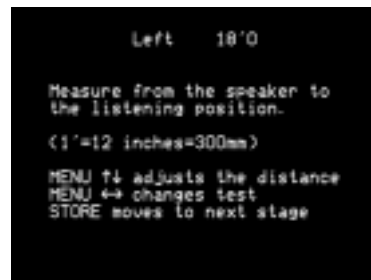 Left 10'0
Measure from the speaker to
the listening position.
(1'=12 inches=300mm)
MENU ↑↓ adjusts the distance
MENU ↔ changes test
STORE moves to next stage